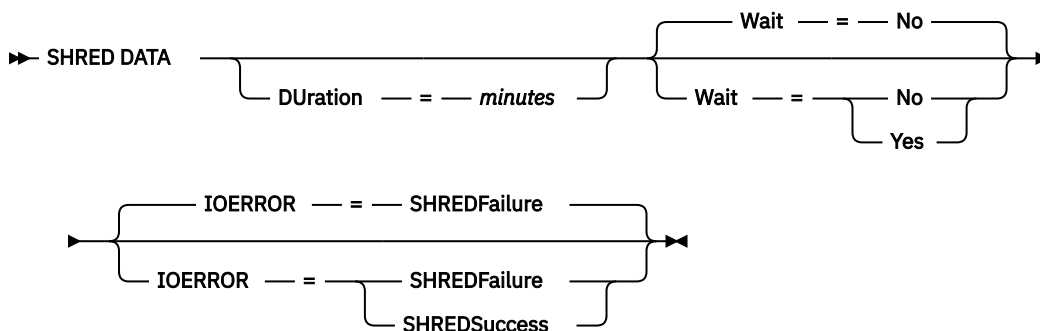 Wait = No
SHRED DATA
DUration = minutes
Wait = No
Yes
IOERROR = SHREDFailure
IOERROR = SHREDFailure
SHREDSuccess